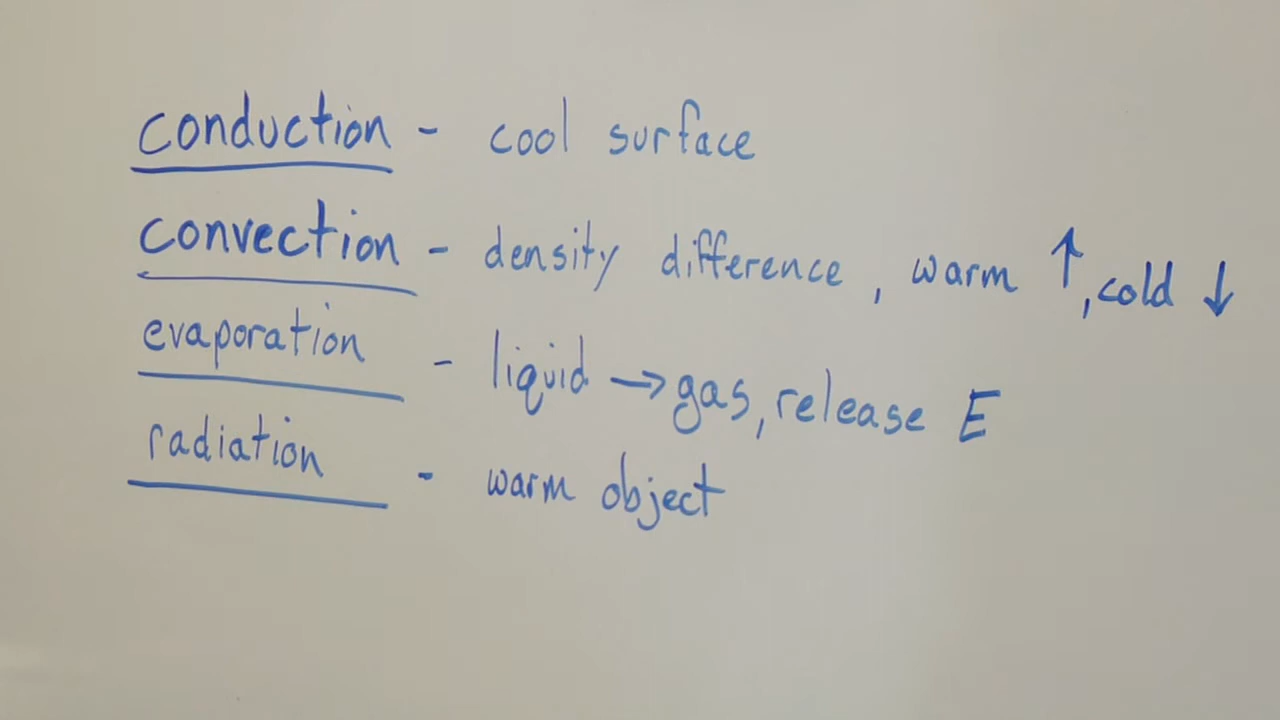 conduction - cool surface
convection - density difference, warm ↑, cold ↓
evaporation - liquid → gas, release E
radiation - warm object